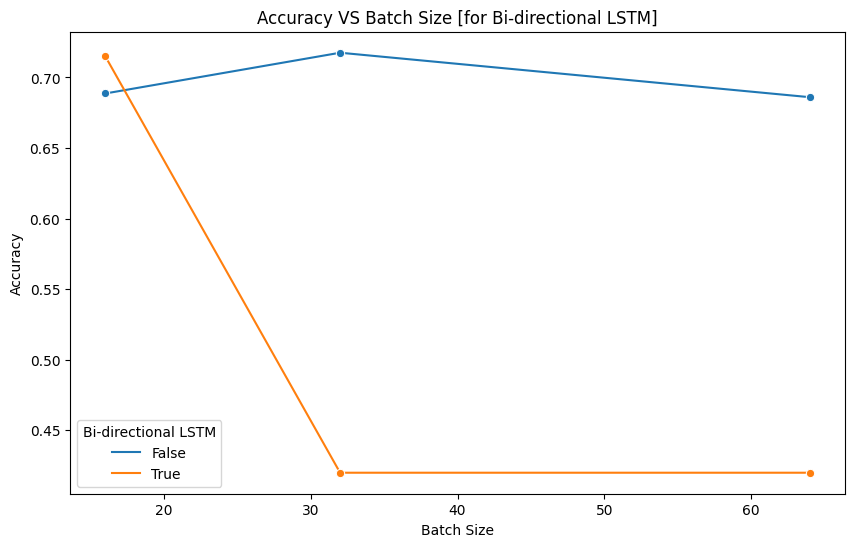 Accuracy VS Batch Size [for Bi-directional LSTM]
Accuracy
0.70
0.65
0.60
0.55
0.50
0.45
Bi-directional LSTM
False
True
20
30
40
50
60
Batch Size